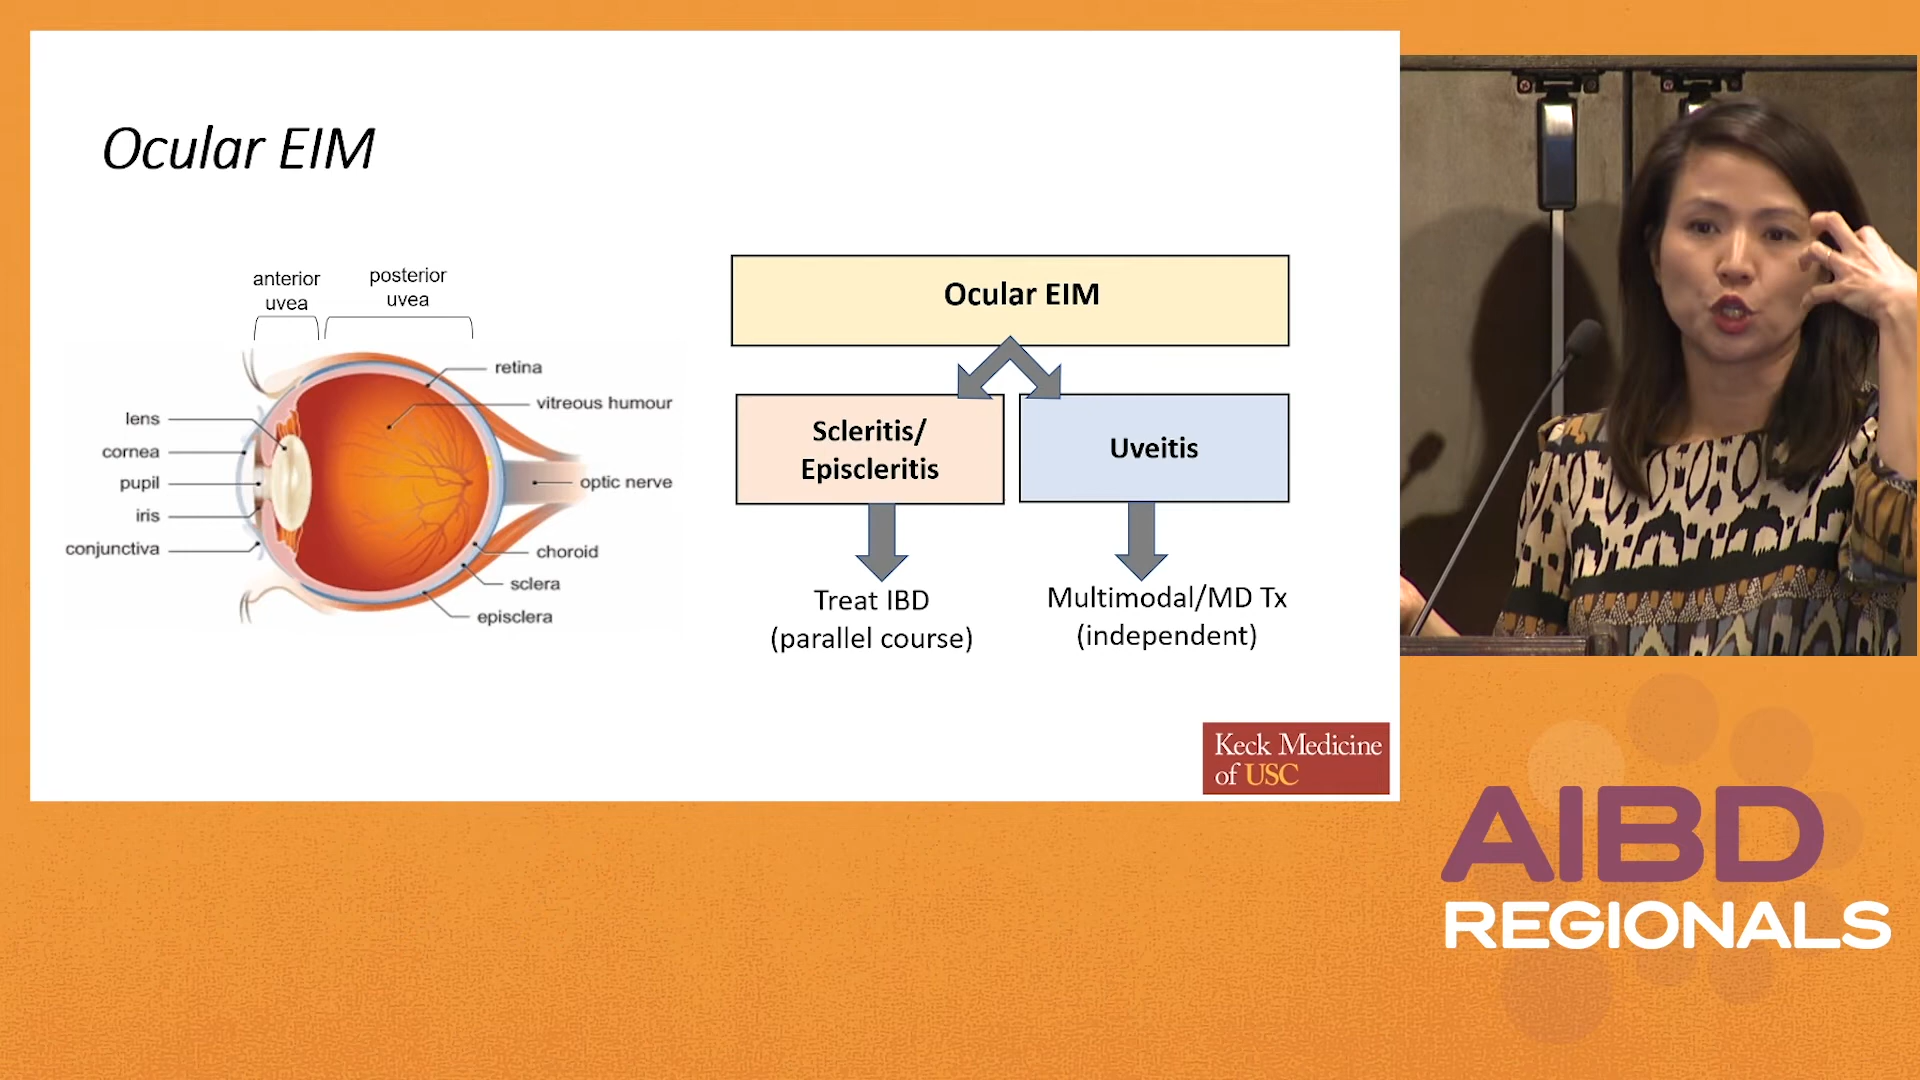 Ocular EIM
anterior
uvea
posterior
uvea
retina
vitreous humour
lens
cornea
pupil
iris
conjunctiva
optic nerve
choroid
sclera
episclera
Ocular EIM
Scleritis/
Episcleritis
Uveitis
Treat IBD
(parallel course)
Multimodal/MD Tx
(independent)
Keck Medicine
of USC
AIBD
REGIONALS